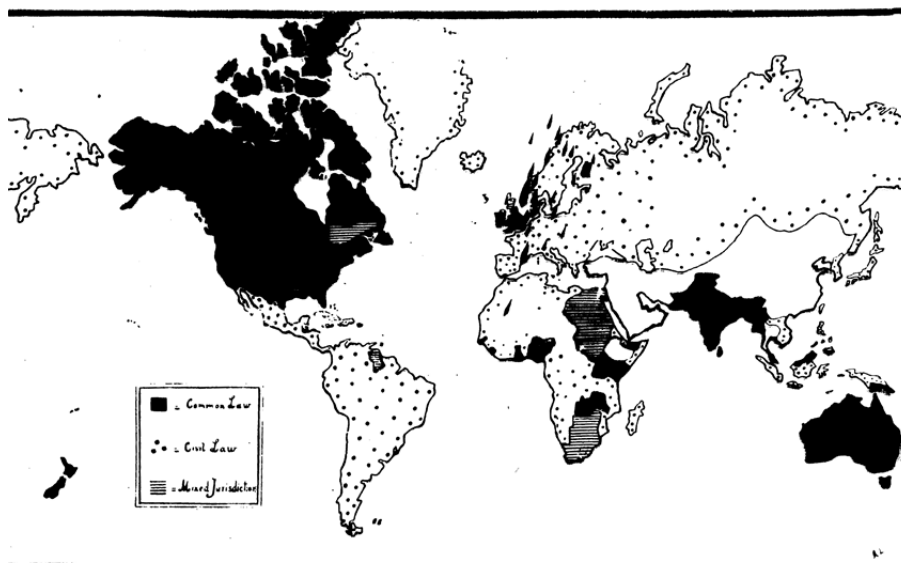 = Common Law
= Civil Law
= Mixed Jurisdiction